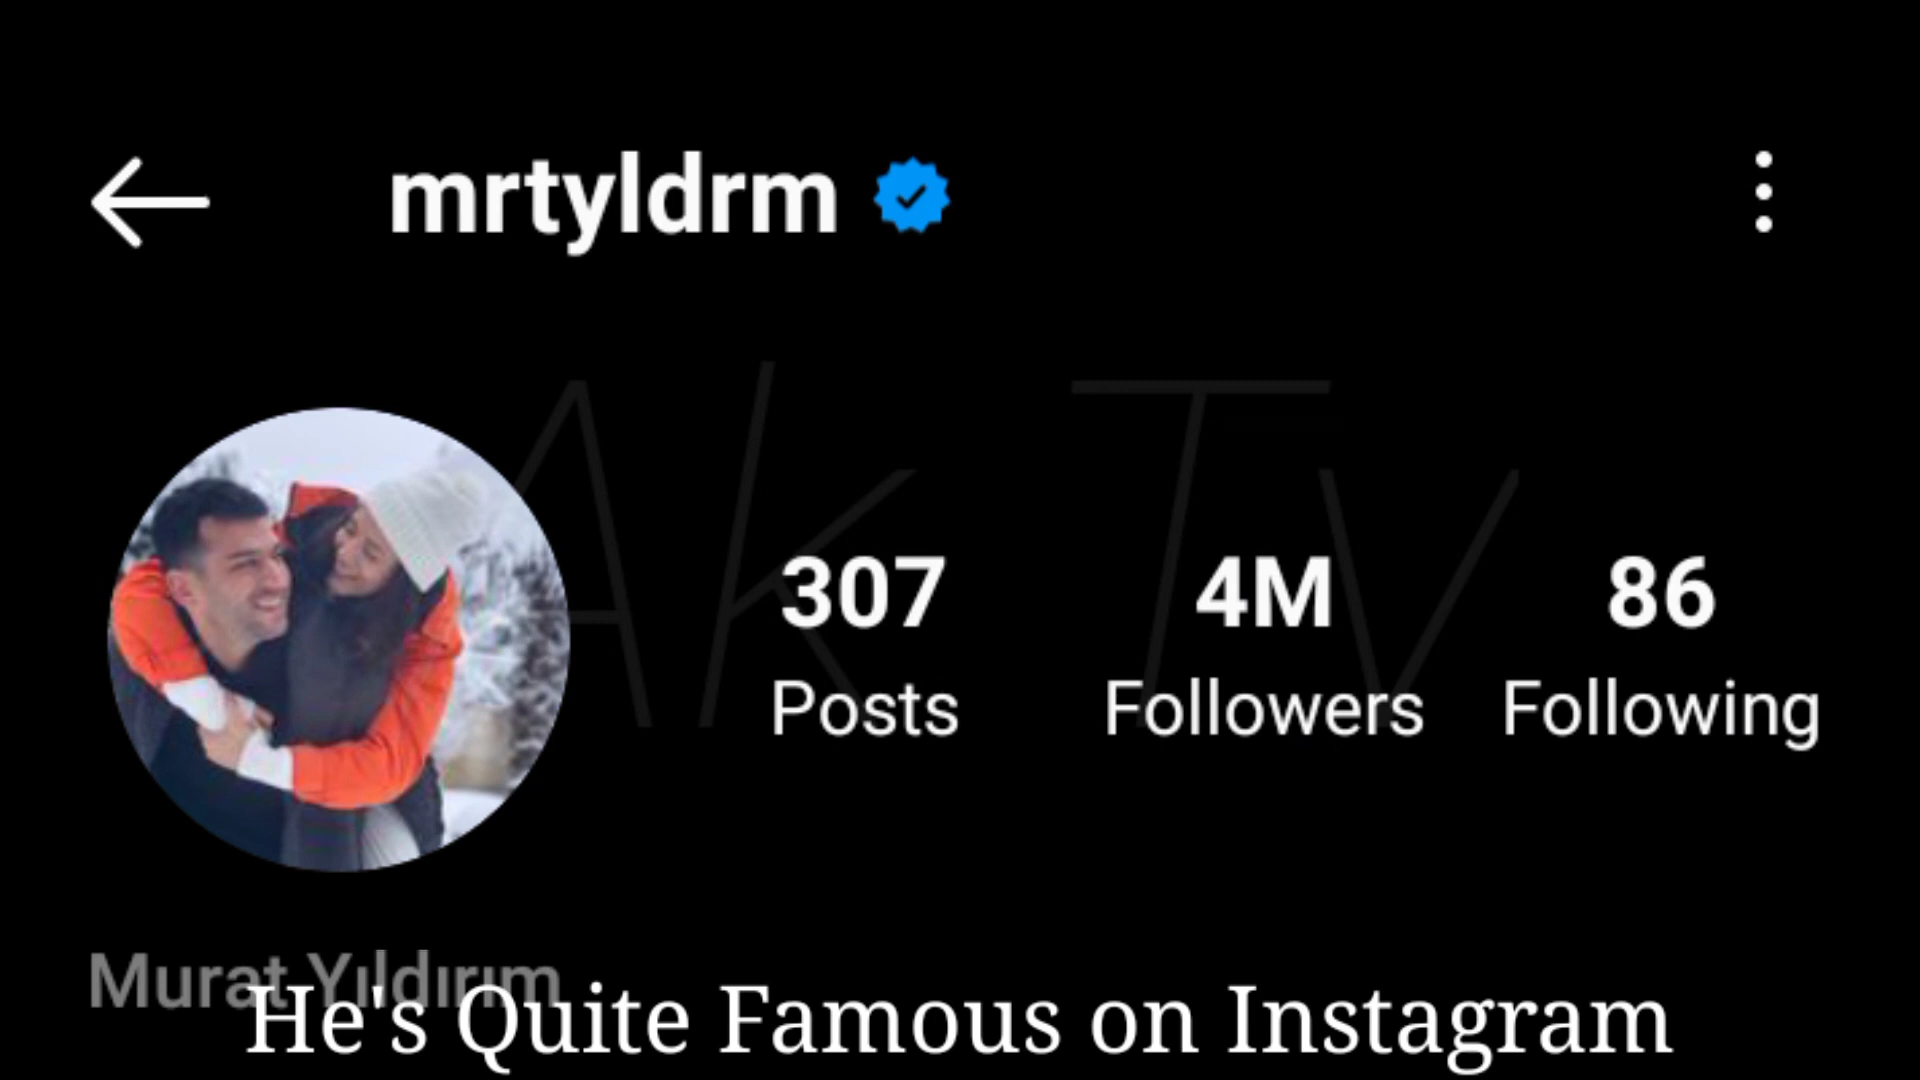 mrtyldrm
Ak Tv
307 4M 86
Posts Followers Following
Murat Yıldırım
He's Quite Famous on Instagram